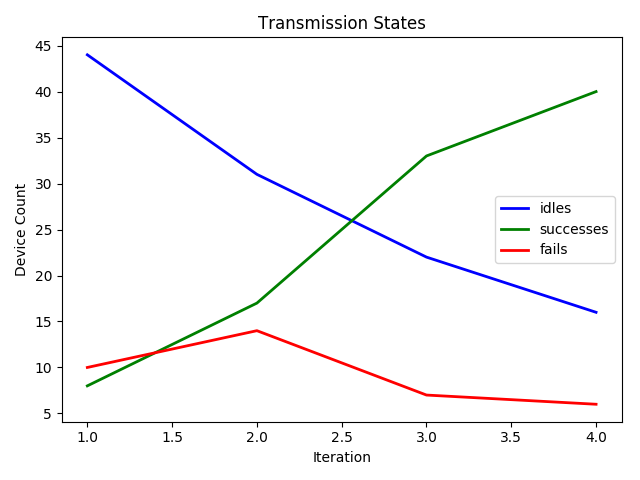 Transmission States
Device Count
45
40
35
30
25
20
15
10
5
idles
successes
fails
1.0 1.5 2.0 2.5 3.0 3.5 4.0
Iteration